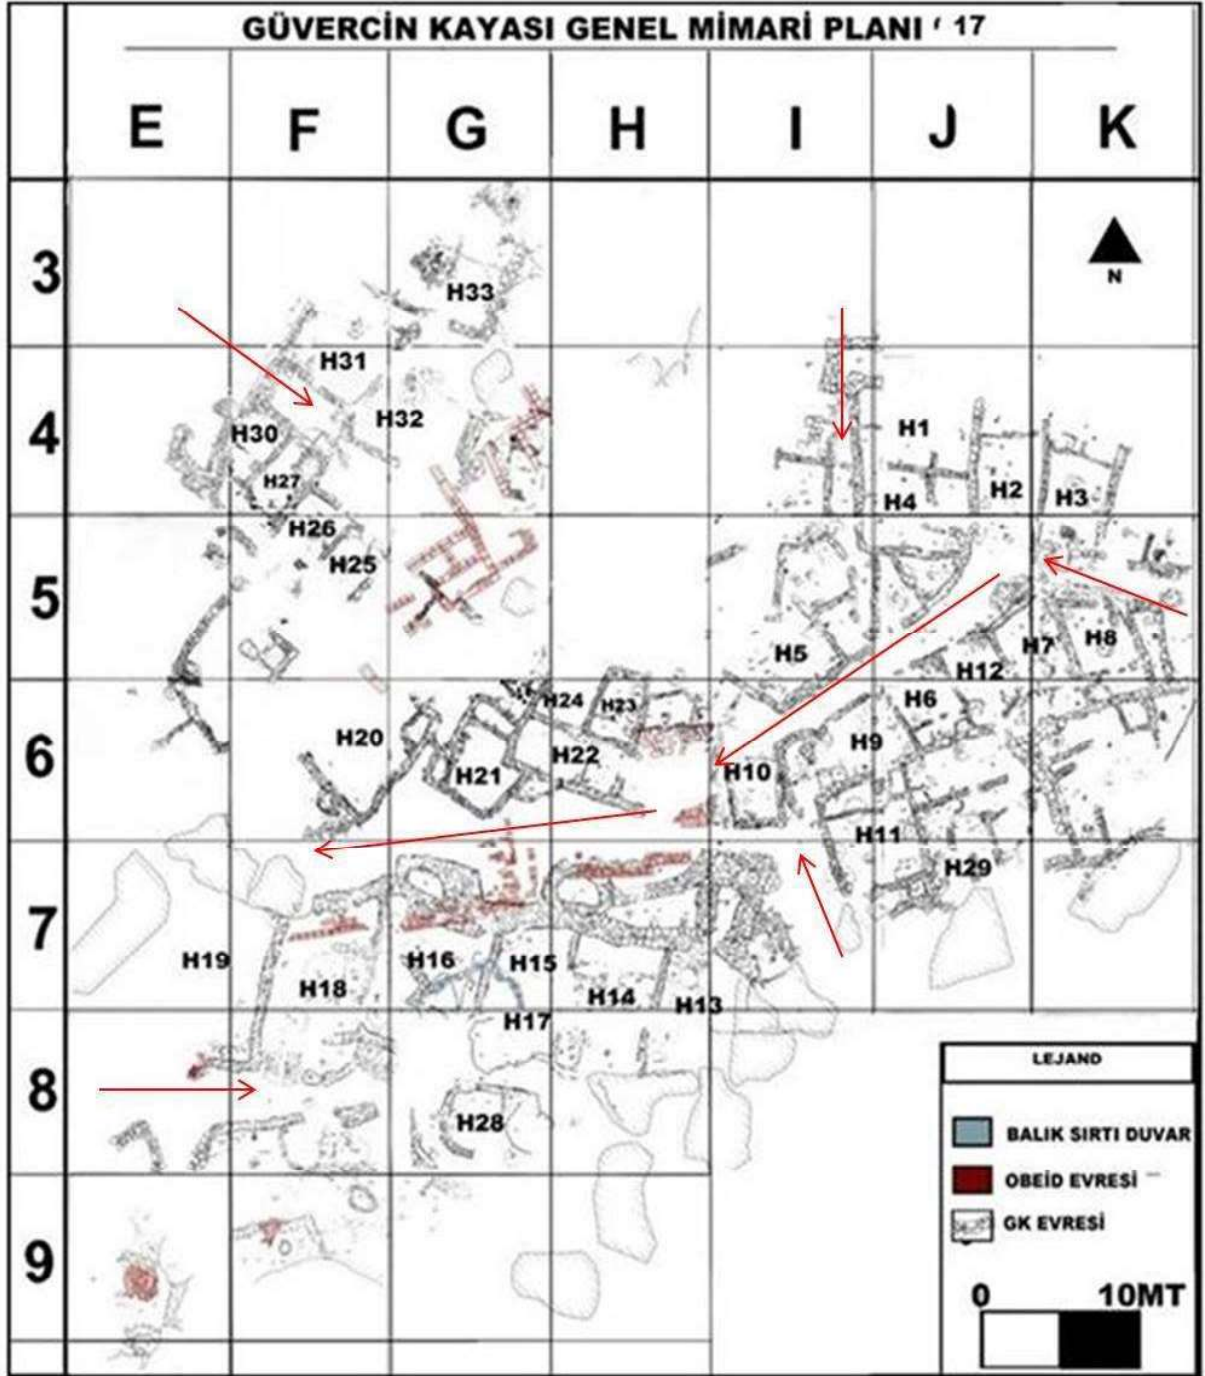 GÜVERCİN KAYASI GENEL MİMARİ PLANI ‘ 17
E F G H I J K
3
N
H33
H31
4
H32
H30
H27
H1
H4 H2 H3
H26
H25
5
H5
H12 H7 H8
H24 H23
H6
6
H20
H21
H22
H10
H9
H11
H29
7
H19
H18
H16 H15
H14 H13
H17
8
H28
9
LEJAND
BALIK SIRTI DUVAR
OBEİD EVRESİ
GK EVRESİ
0 10MT